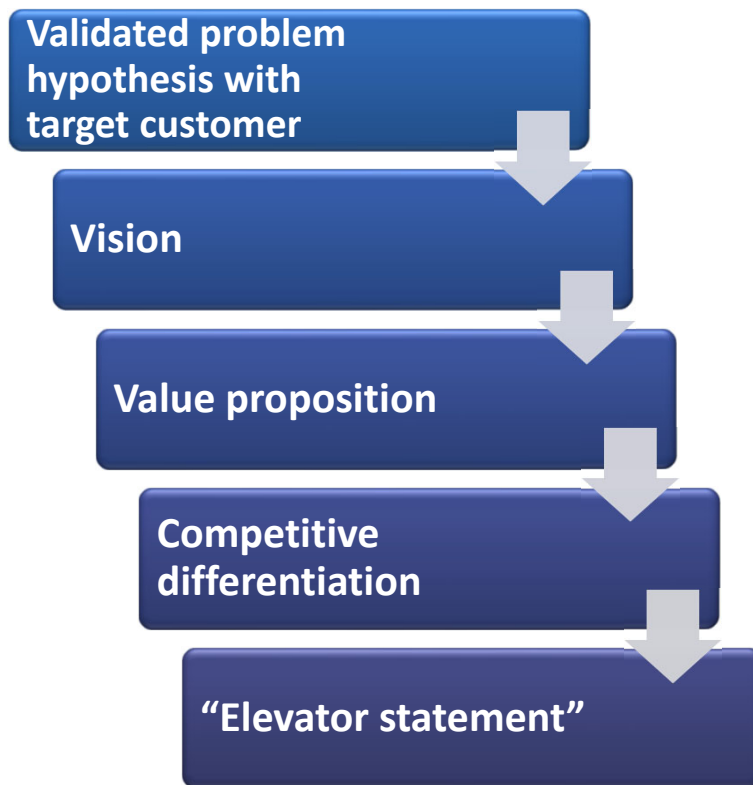 Validated problem
hypothesis with
target customer
Vision
Value proposition
Competitive
differentiation
“Elevator statement”